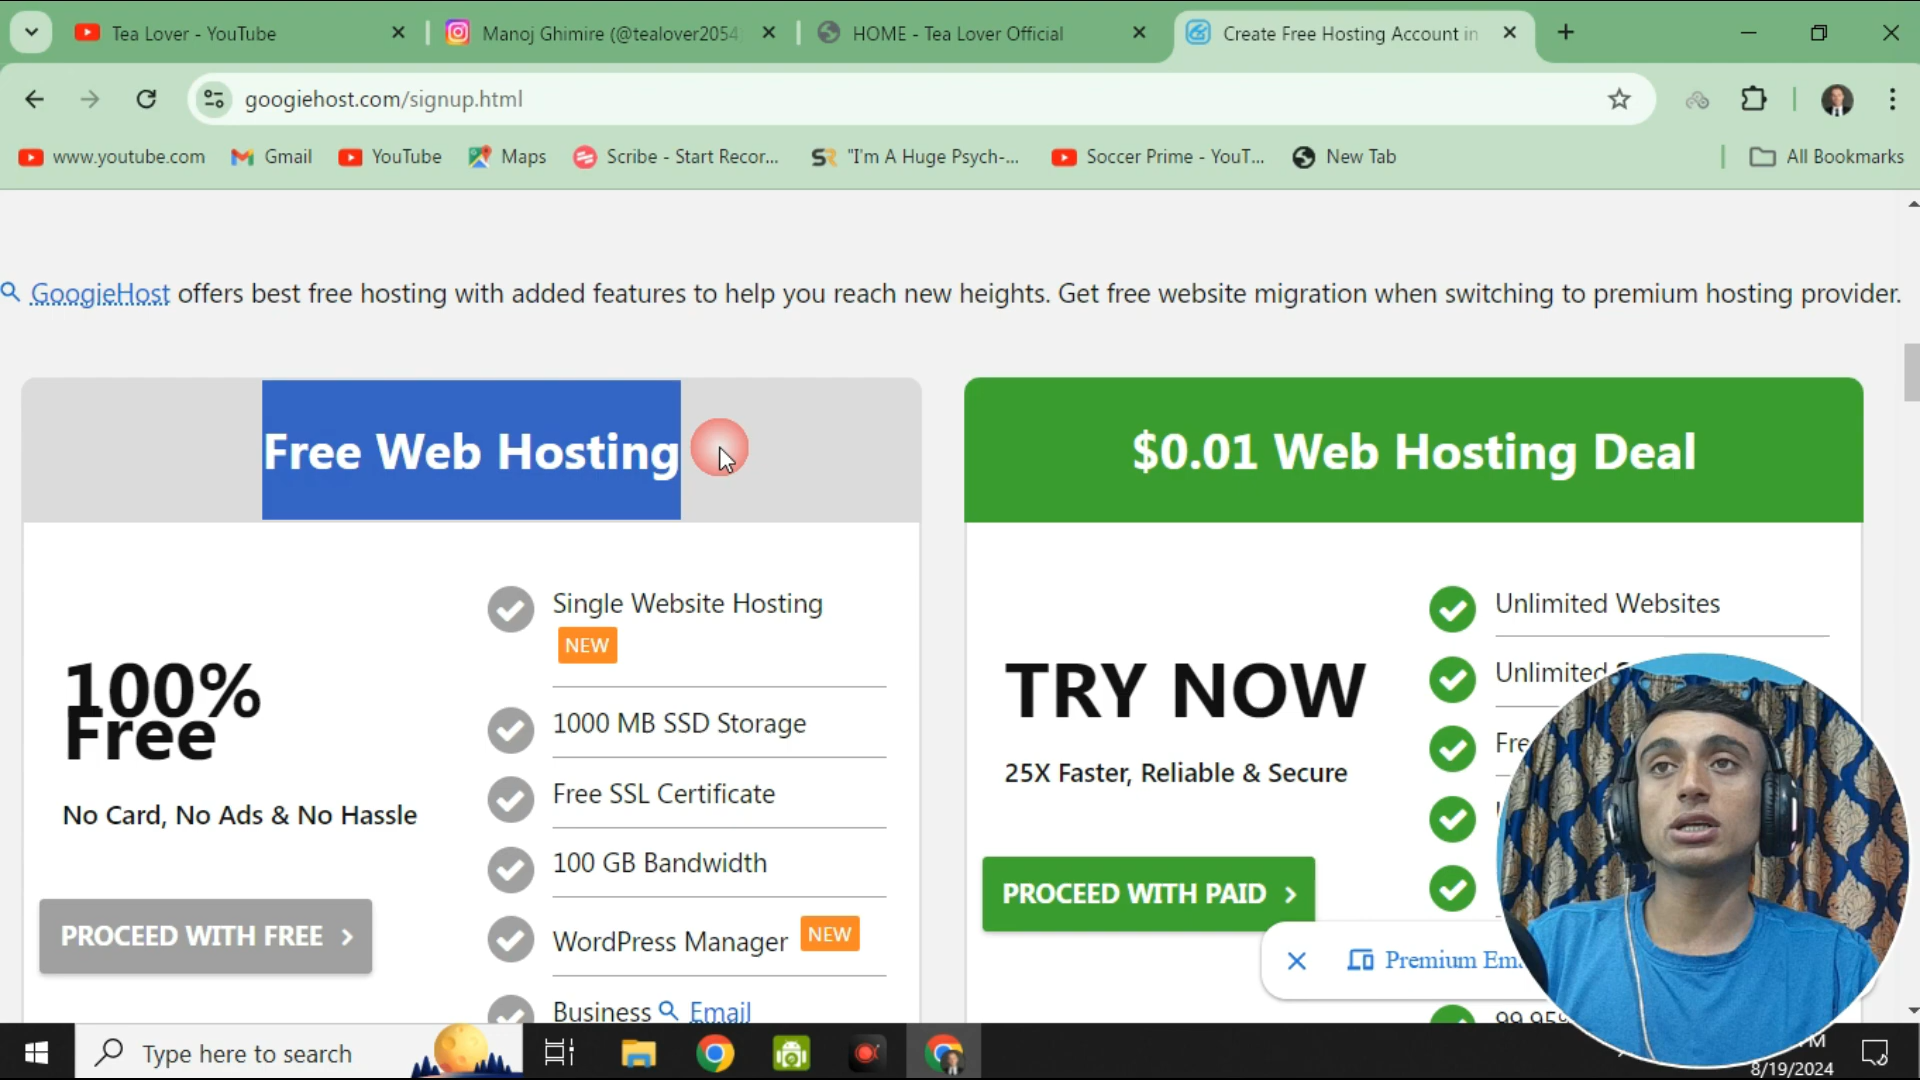 Tea Lover - YouTube
Manoj Ghimire (@tealover2054
HOME - Tea Lover Official
Create Free Hosting Account in
googiehost.com/signup.html
www.youtube.com
Gmail
YouTube
Maps
Scribe - Start Recor...
"I'm A Huge Psych-...
Soccer Prime - YouT...
New Tab
All Bookmarks
GoogieHost offers best free hosting with added features to help you reach new heights. Get free website migration when switching to premium hosting provider.
Free Web Hosting
100%
Free
No Card, No Ads & No Hassle
PROCEED WITH FREE
Single Website Hosting
NEW
1000 MB SSD Storage
Free SSL Certificate
100 GB Bandwidth
WordPress Manager NEW
Business Email
$0.01 Web Hosting Deal
TRY NOW
25X Faster, Reliable & Secure
PROCEED WITH PAID
Unlimited Websites
Unlimited
Premium
Type here to search
8/19/2024